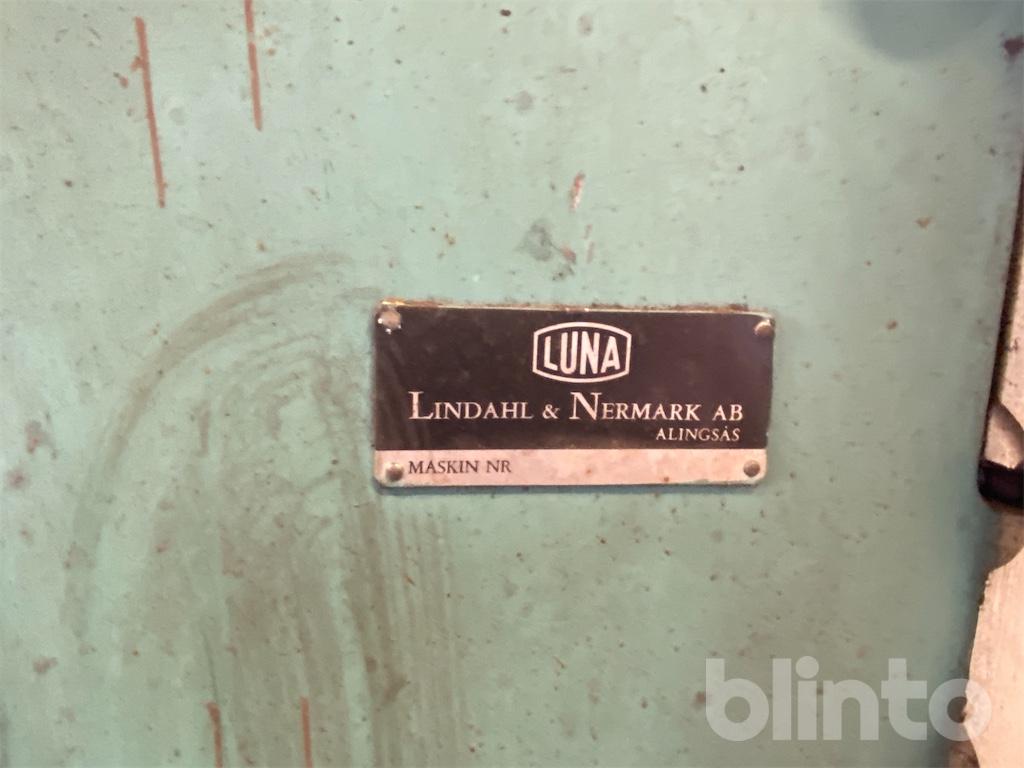 LUNA
LINDAHL & NERMARK AB
ALINGSÅS
MASKIN NR
blinto